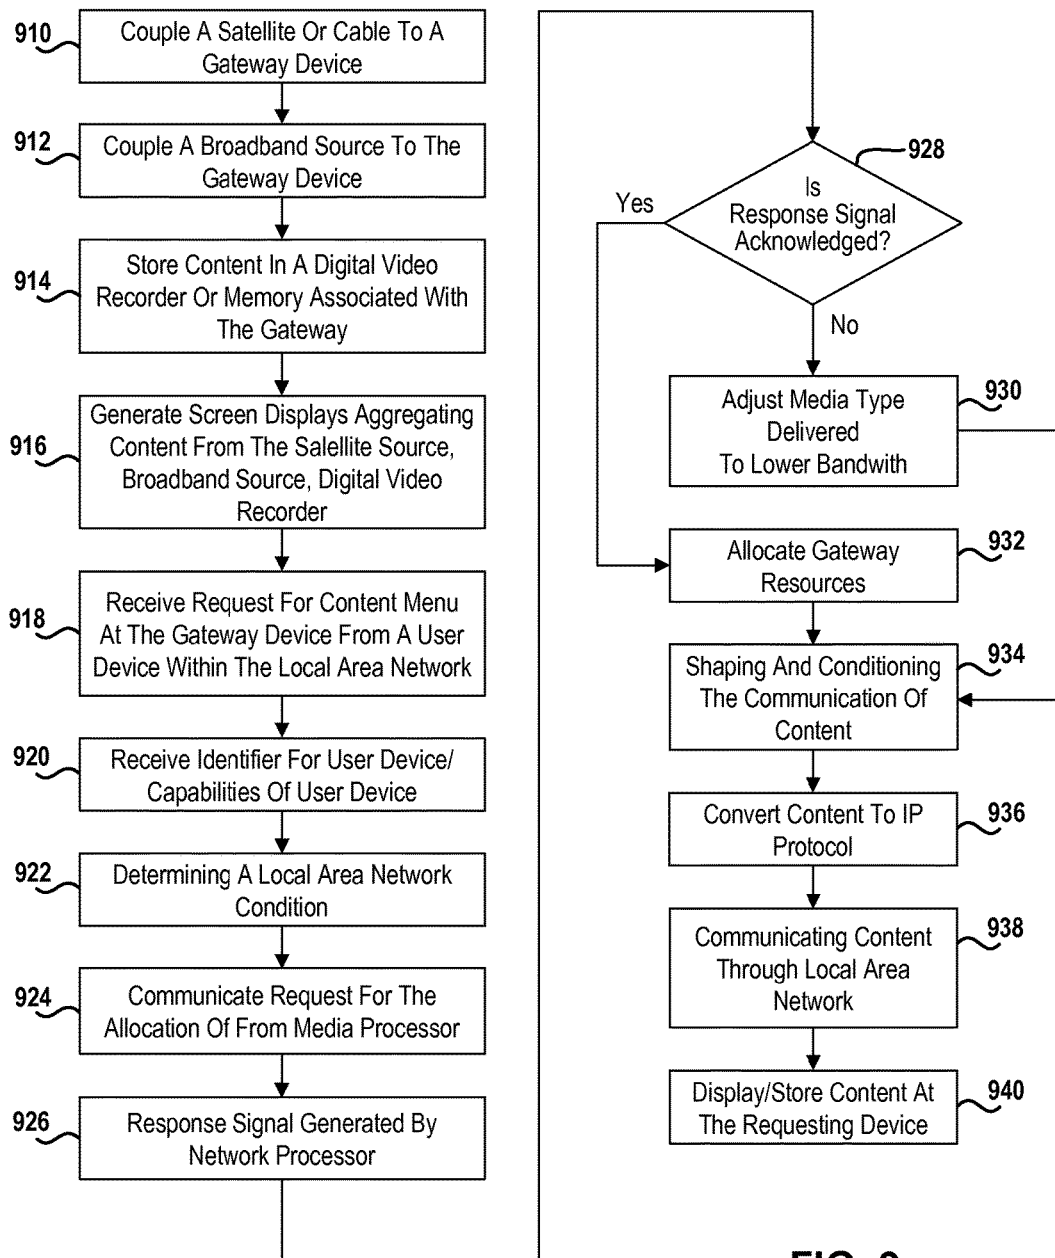 910
Couple A Satellite Or Cable To A
Gateway Device
912
Couple A Broadband Source To The
Gateway Device
914
Store Content In A Digital Video
Recorder Or Memory Associated With
The Gateway
916
Generate Screen Displays Aggregating
Content From The Salellite Source,
Broadband Source, Digital Video
Recorder
918
Receive Request For Content Menu
At The Gateway Device From A User
Device Within The Local Area Network
920
Receive Identifier For User Device/
Capabilities Of User Device
922
Determining A Local Area Network
Condition
924
Communicate Request For The
Allocation Of From Media Processor
926
Response Signal Generated By
Network Processor
928
Is
Response Signal
Acknowledged?
Yes
No
930
Adjust Media Type
Delivered
To Lower Bandwith
932
Allocate Gateway
Resources
934
Shaping And Conditioning
The Communication Of
Content
936
Convert Content To IP
Protocol
938
Communicating Content
Through Local Area
Network
940
Display/Store Content At
The Requesting Device